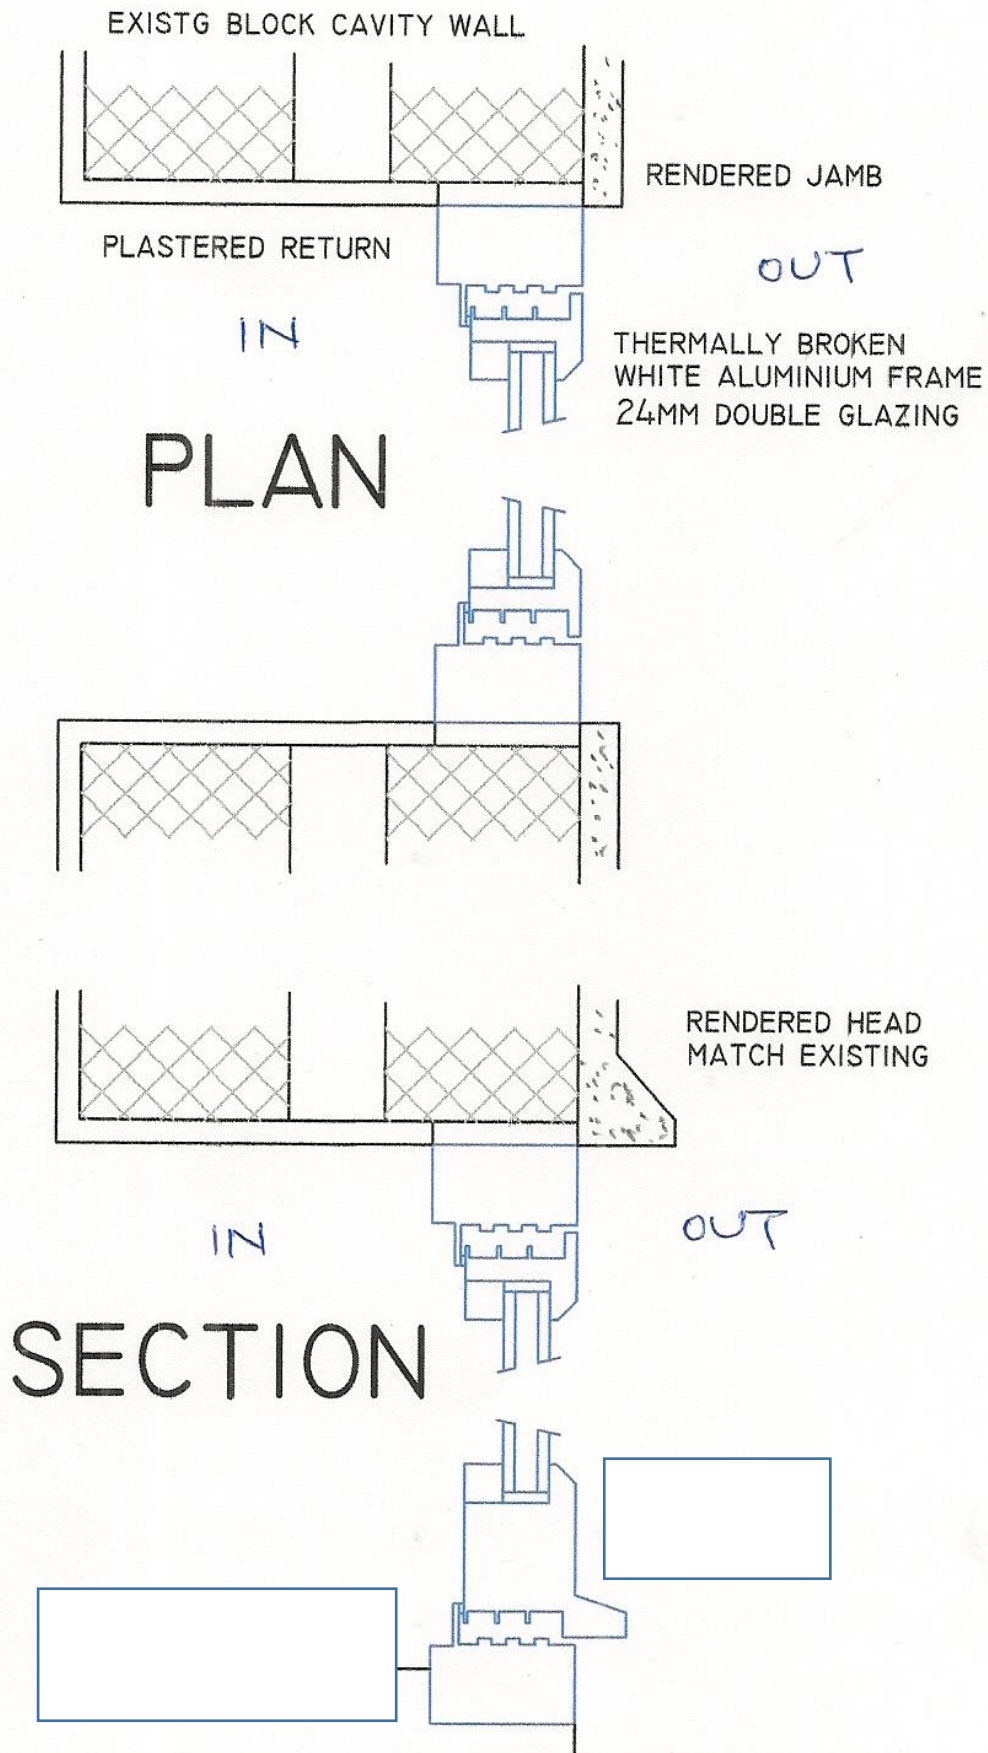 EXISTG BLOCK CAVITY WALL
RENDERED JAMB
PLASTERED RETURN
OUT
IN
THERMALLY BROKEN
WHITE ALUMINIUM FRAME
24MM DOUBLE GLAZING
PLAN
RENDERED HEAD
MATCH EXISTING
IN
OUT
SECTION